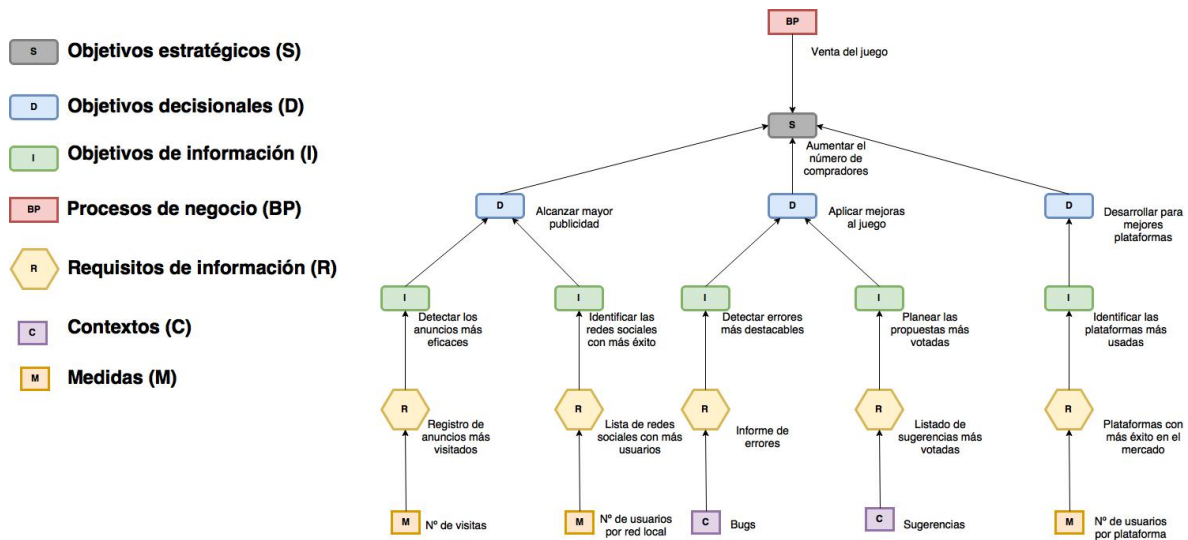 S
Objetivos estratégicos (S)
D
Objetivos decisionales (D)
I
Objetivos de información (I)
BP
Procesos de negocio (BP)
R
Requisitos de información (R)
C
Contextos (C)
M
Medidas (M)
BP
Venta del juego
S
Aumentar el
número de
compradores
D
Alcanzar mayor
publicidad
D
Aplicar mejoras
al juego
D
Desarrollar para
mejores
plataformas
I
Detectar los
anuncios más
eficaces
I
Identificar las
redes sociales
con más éxito
I
Detectar errores
más destacables
I
Planear las
propuestas más
votadas
I
Identificar las
plataformas más
usadas
R
Registro de
anuncios más
visitados
R
Lista de redes
sociales con más
usuarios
R
Informe de
errores
R
Listado de
sugerencias más
votadas
R
Plataformas con
más éxito en el
mercado
M
Nº de visitas
M
Nº de usuarios
por red local
C
Bugs
C
Sugerencias
M
Nº de usuarios
por plataforma